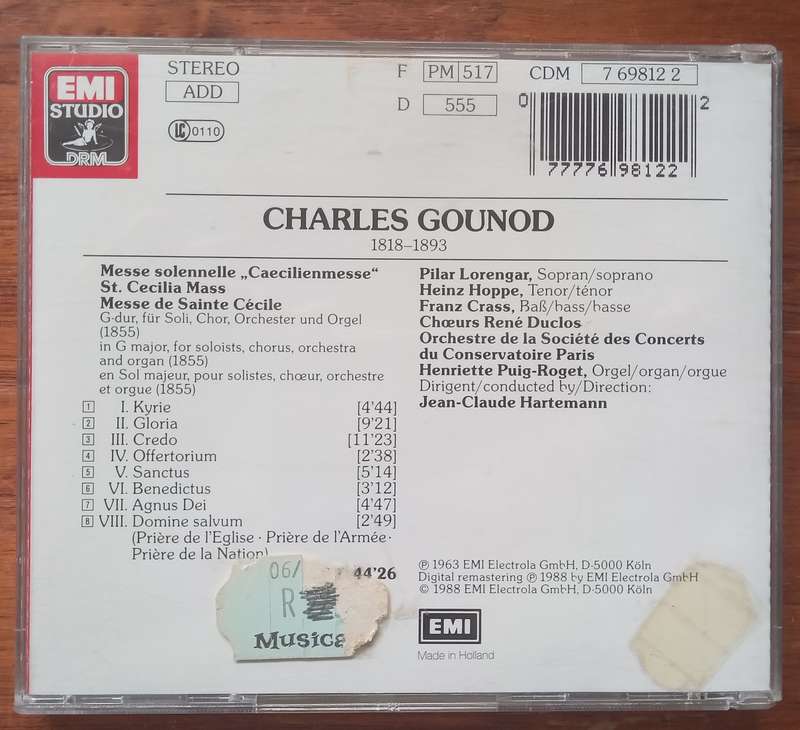 EMI
STUDIO
DRM
STEREO
ADD
LC 0110
F PM 517 CDM 7 69812 2
D 555
0 77776 98122 2
CHARLES GOUNOD
1818–1893
Messe solennelle „Caecilienmesse“
St. Cecilia Mass
Messe de Sainte Cécile
G-dur, für Soli, Chor, Orchester und Orgel
(1855)
in G major, for soloists, chorus, orchestra
and organ (1855)
en Sol majeur, pour solistes, chœur, orchestre
et orgue (1855)
1 I. Kyrie [4'44]
2 II. Gloria [9'21]
3 III. Credo [11'23]
4 IV. Offertorium [2'38]
5 V. Sanctus [5'14]
6 VI. Benedictus [3'12]
7 VII. Agnus Dei [4'47]
8 VIII. Domine salvum [2'49]
(Prière de l'Eglise · Prière de l'Armée ·
Prière de la Nation)
44'26
06/
R
Musica
Pilar Lorengar, Sopran/soprano
Heinz Hoppe, Tenor/ténor
Franz Crass, Baß/bass/basse
Chœurs René Duclos
Orchestre de la Société des Concerts
du Conservatoire Paris
Henriette Puig-Roget, Orgel/organ/orgue
Dirigent/conducted by/Direction:
Jean-Claude Hartemann
℗ 1963 EMI Electrola GmbH, D-5000 Köln
Digital remastering ℗ 1988 by EMI Electrola GmbH
© 1988 EMI Electrola GmbH, D-5000 Köln
EMI
Made in Holland